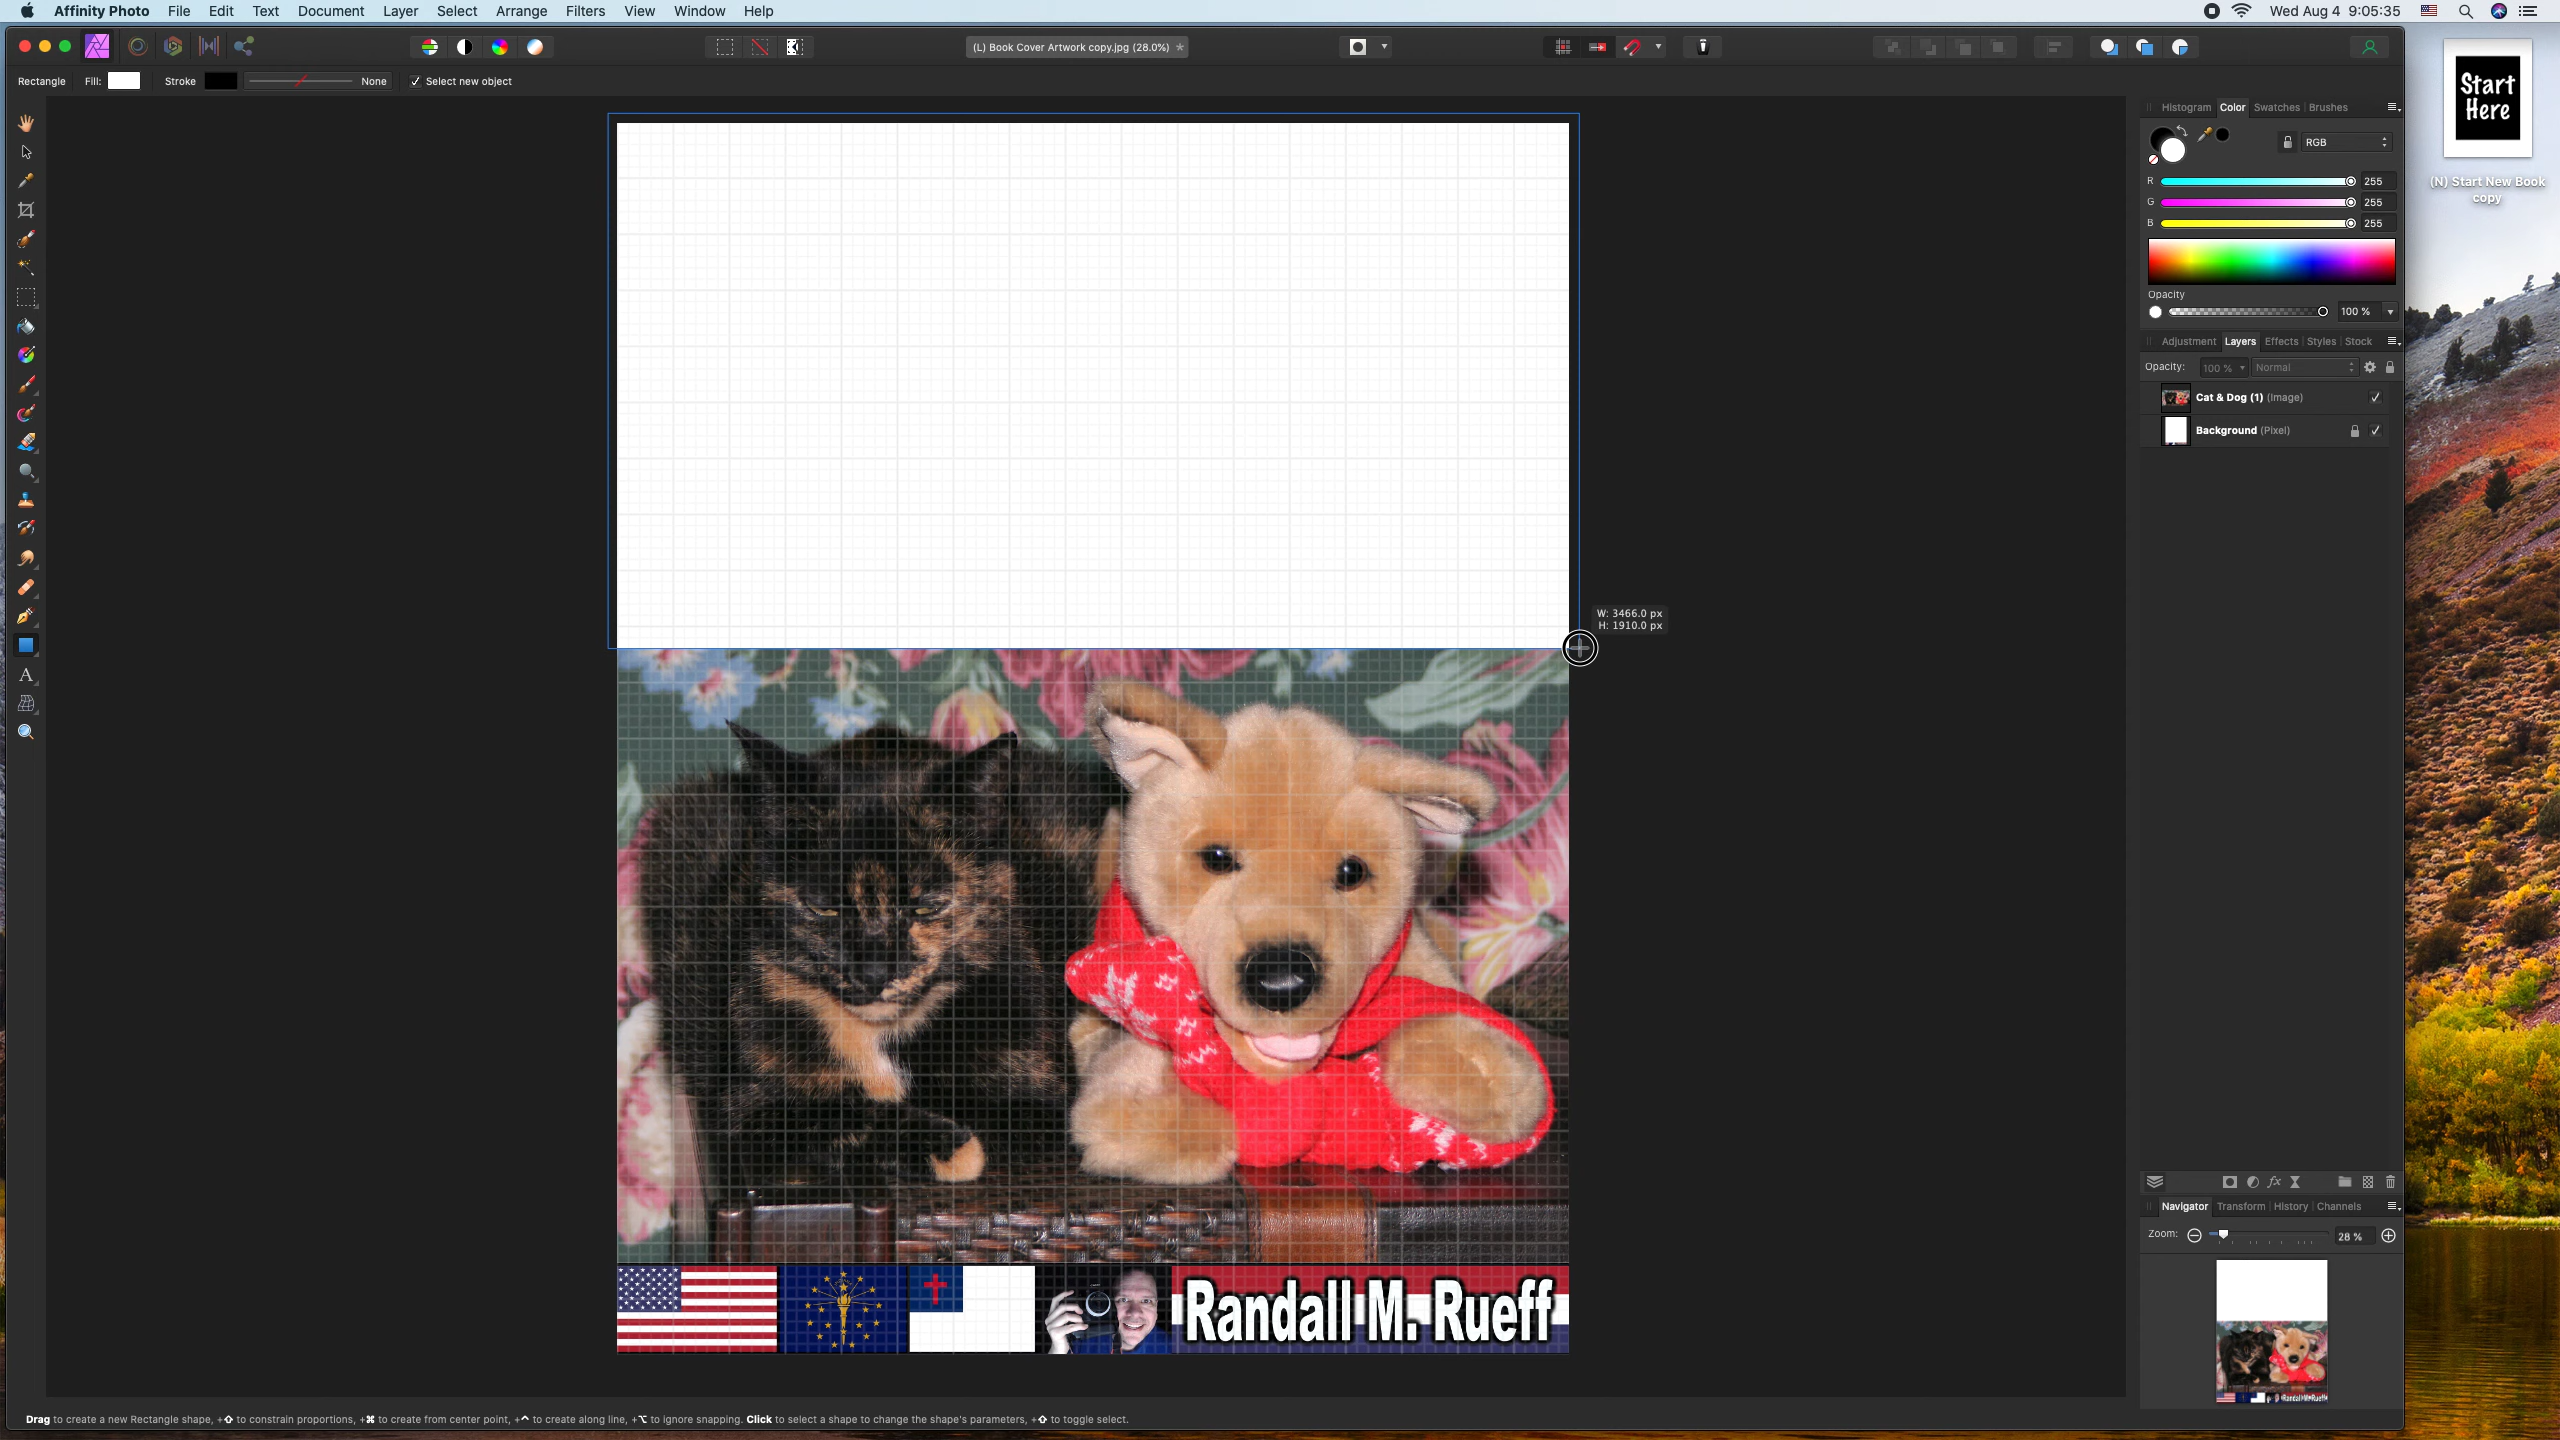 Affinity Photo File Edit Text Document Layer Select Arrange Filters View Window Help Wed Aug 4 9:05:35
(L) Book Cover Artwork copy.jpg (28.0%)
Rectangle Fill: Stroke None Select new object
Start
Here
(N) Start New Book
copy
Histogram Color Swatches Brushes
RGB
R 255
G 255
B 255
Opacity
100 %
Adjustment Layers Effects Styles Stock
Opacity: 100 % Normal
Cat & Dog (1) (Image)
Background (Pixel)
W: 3466.0 px
H: 1910.0 px
A
fx
Navigator Transform History Channels
Zoom: 28 %
Randall M. Rueff
Drag to create a new Rectangle shape, +⇧ to constrain proportions, +⌘ to create from center point, +⌃ to create along line, +⌥ to ignore snapping. Click to select a shape to change the shape's parameters, +⇧ to toggle select.